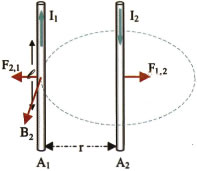 I₁ I₂
F₂,₁ F₁,₂
B₂
r
A₁ A₂